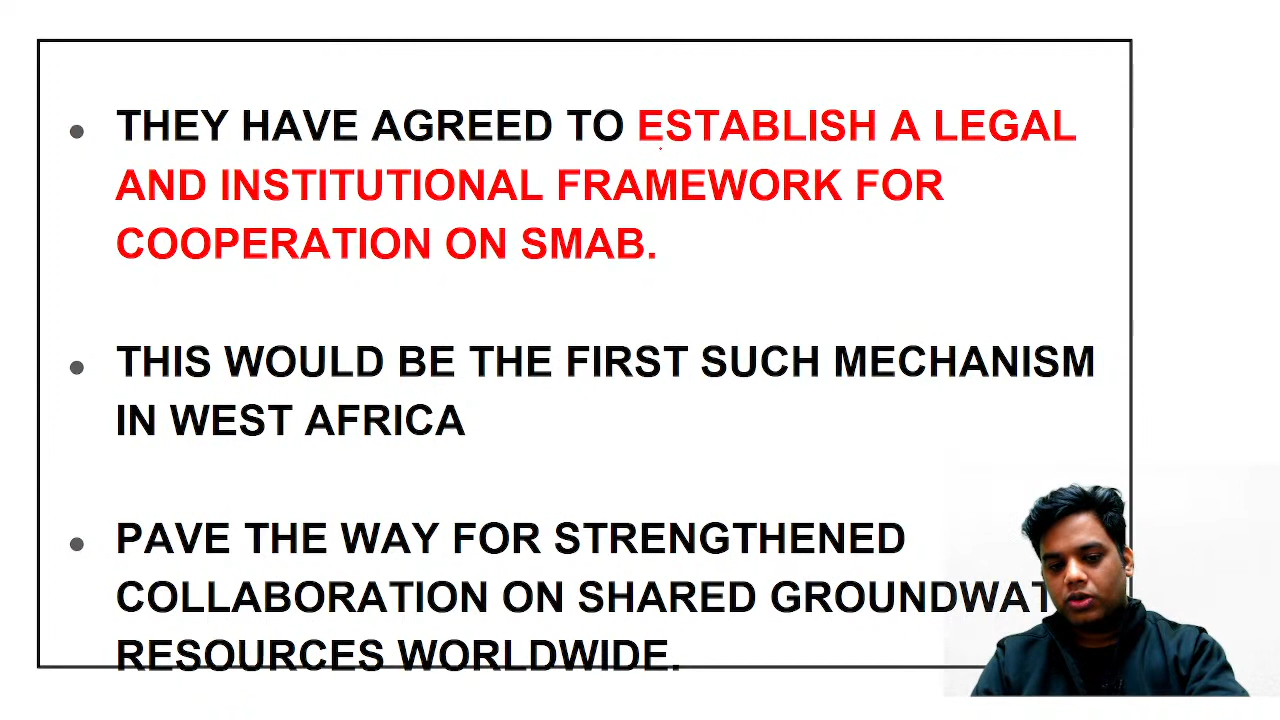 ● THEY HAVE AGREED TO ESTABLISH A LEGAL
AND INSTITUTIONAL FRAMEWORK FOR
COOPERATION ON SMAB.
● THIS WOULD BE THE FIRST SUCH MECHANISM
IN WEST AFRICA
● PAVE THE WAY FOR STRENGTHENED
COLLABORATION ON SHARED
RESOURCES WORLDWIDE.